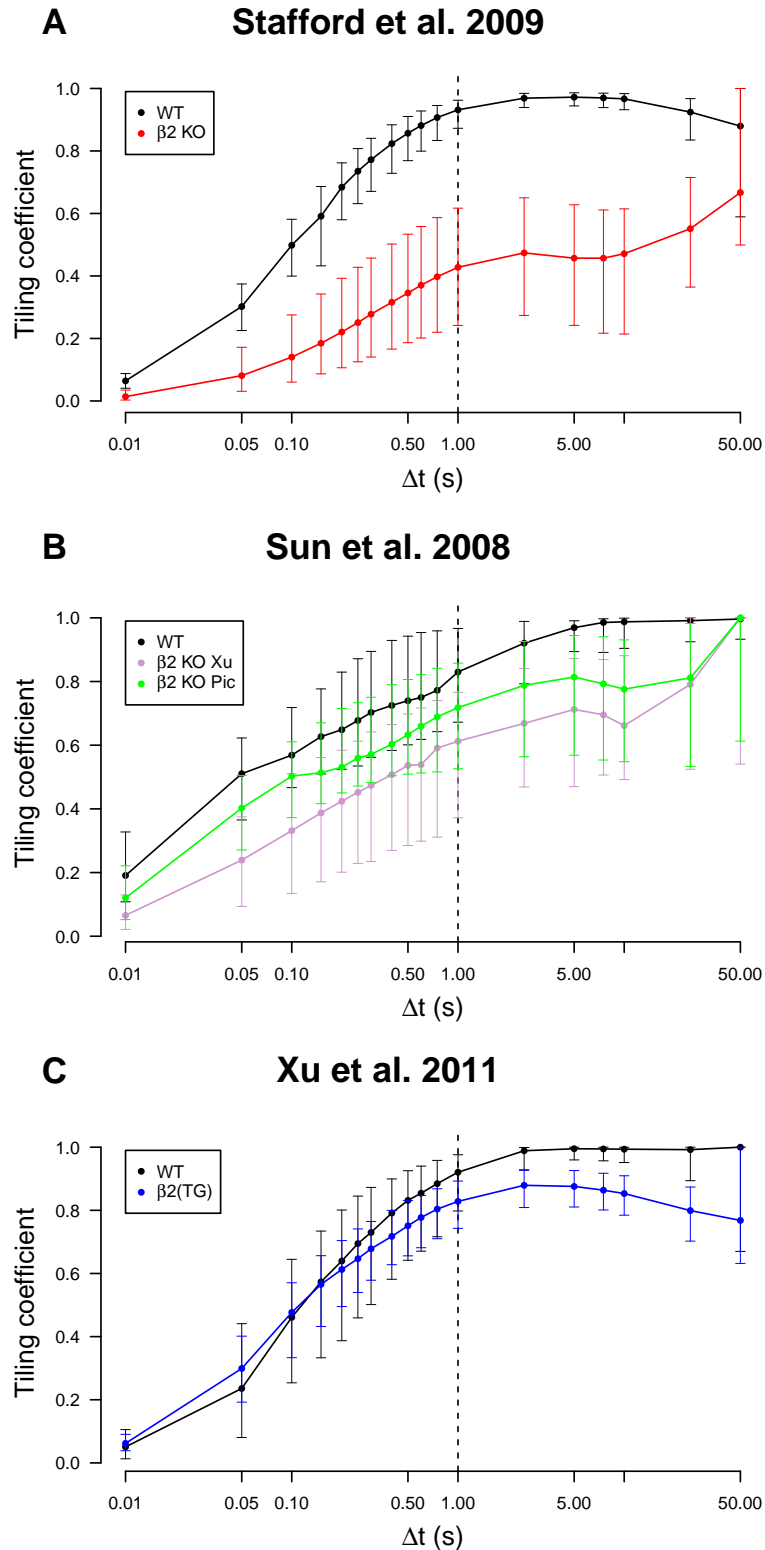 A
Stafford et al. 2009
WT
β2 KO
Tiling coefficient
1.0
0.8
0.6
0.4
0.2
0.0
0.01
0.05
0.10
0.50
1.00
5.00
50.00
Δt (s)
B
Sun et al. 2008
WT
β2 KO Xu
β2 KO Pic
Tiling coefficient
1.0
0.8
0.6
0.4
0.2
0.0
0.01
0.05
0.10
0.50
1.00
5.00
50.00
Δt (s)
C
Xu et al. 2011
WT
β2(TG)
Tiling coefficient
1.0
0.8
0.6
0.4
0.2
0.0
0.01
0.05
0.10
0.50
1.00
5.00
50.00
Δt (s)